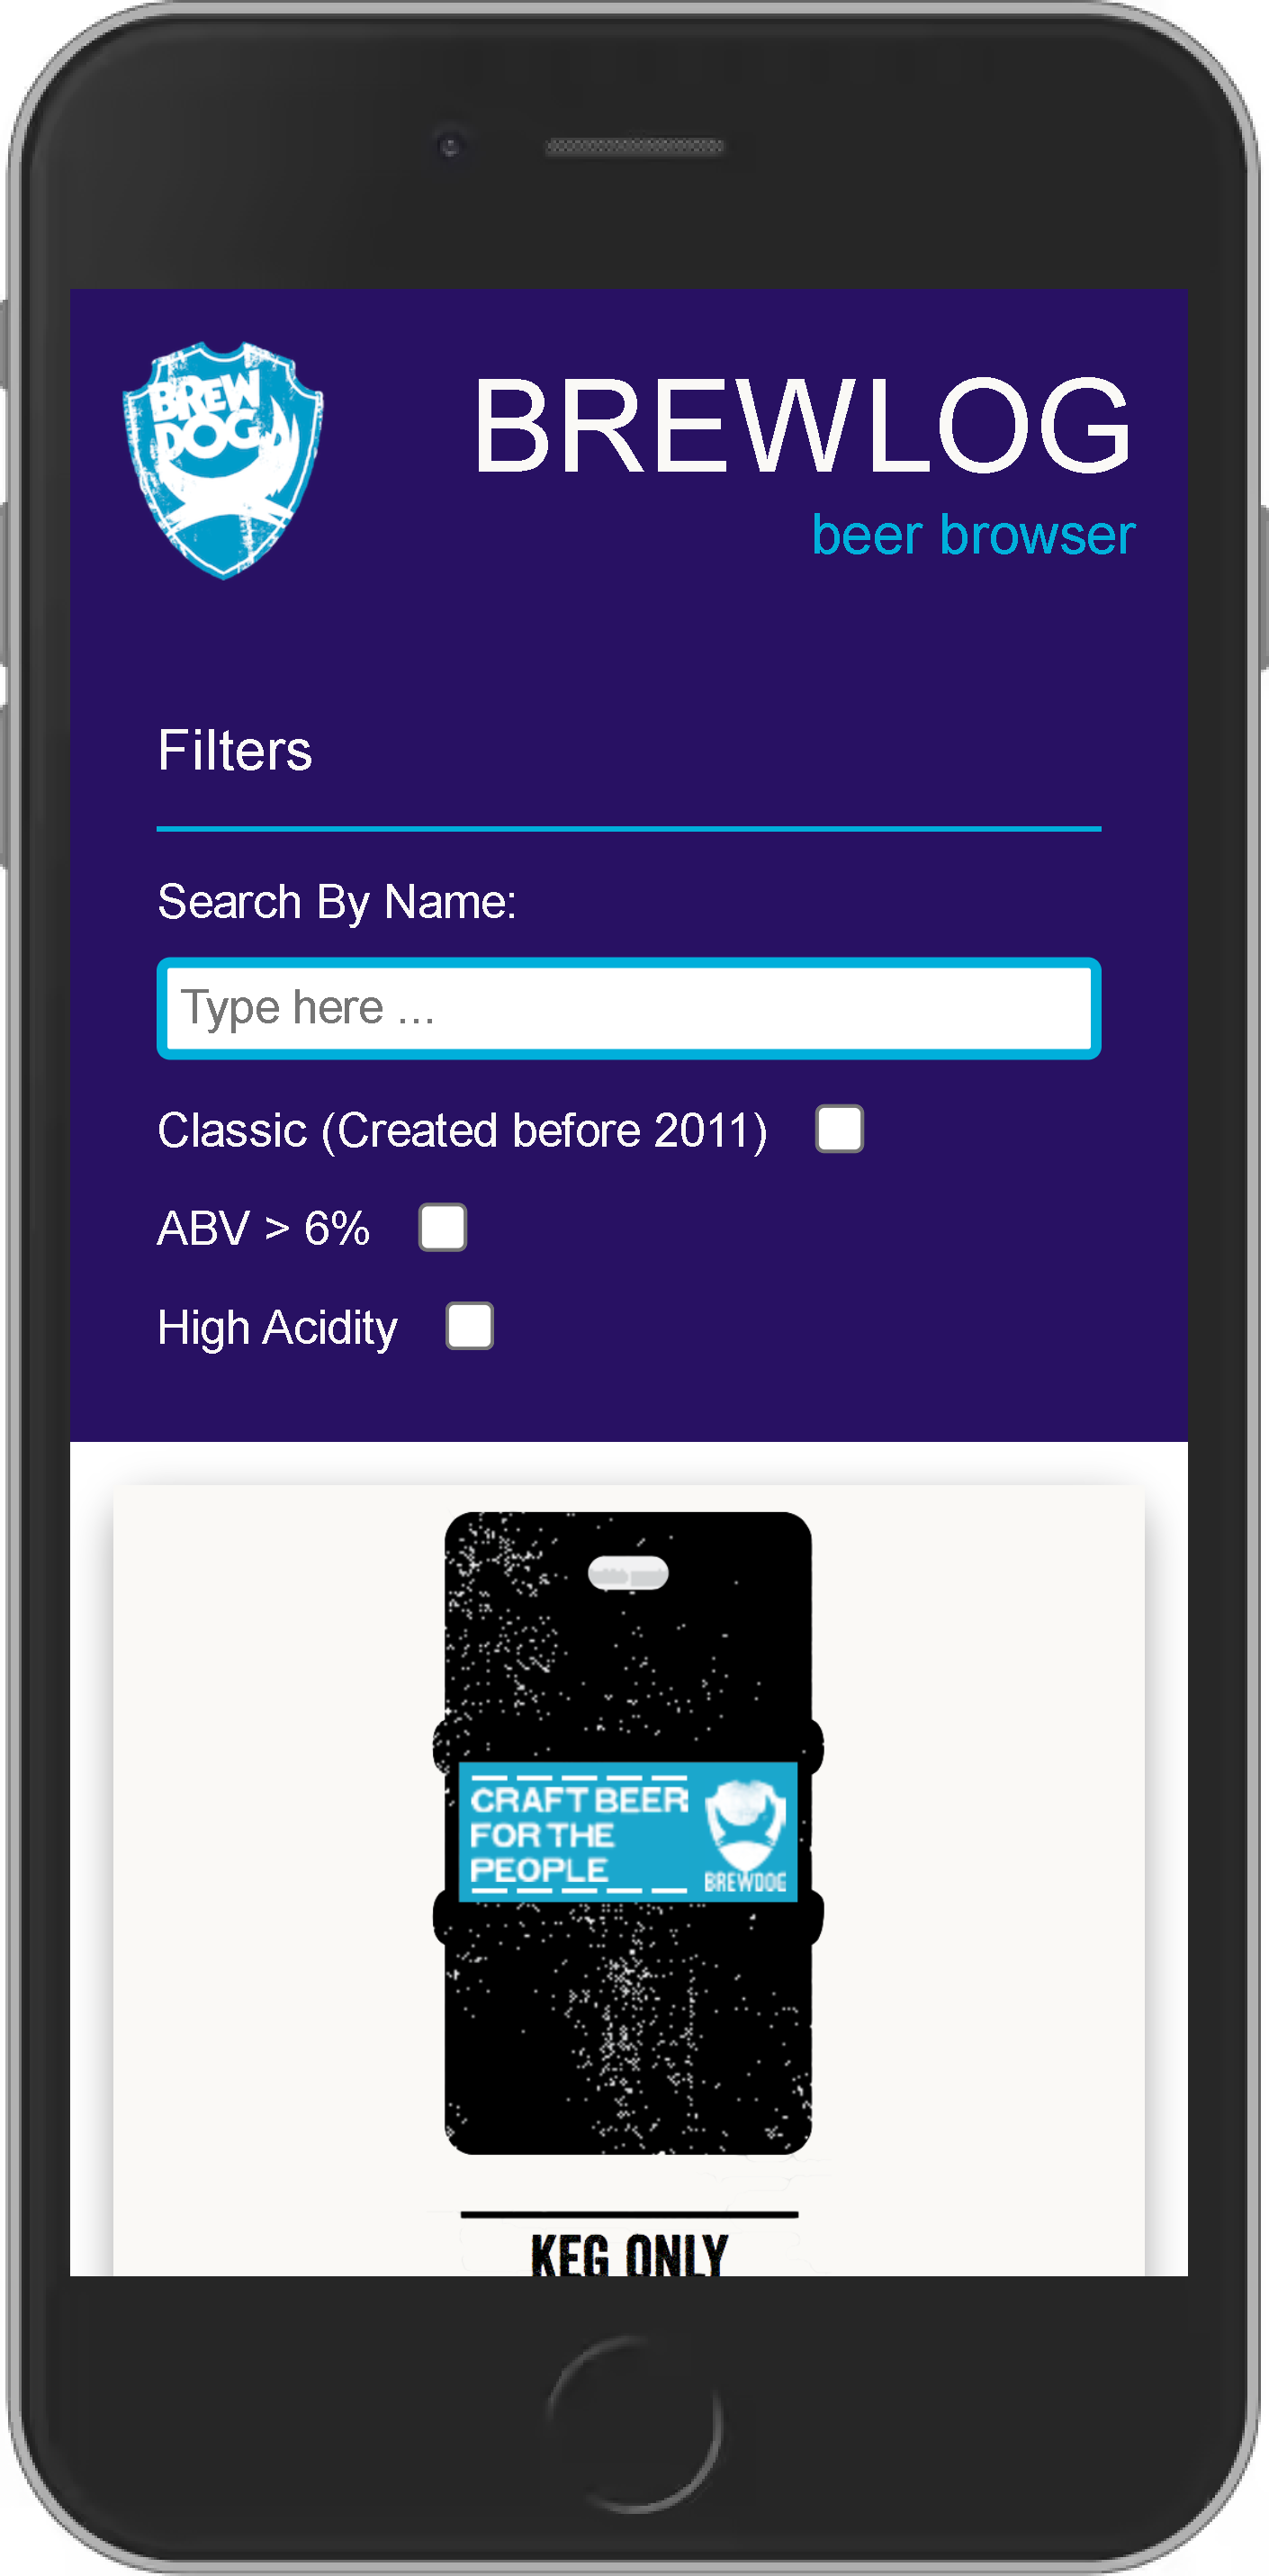 BREW
DOG
BREWLOG
beer browser
Filters
Search By Name:
Type here ...
Classic (Created before 2011)
ABV > 6%
High Acidity
CRAFT BEER
FOR THE
PEOPLE
BREWDOG
KEG ONLY